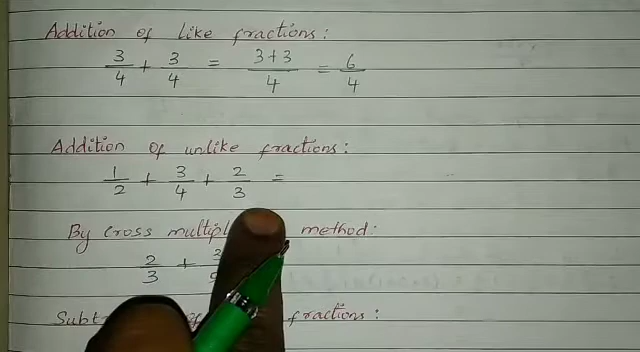 Addition of like fractions:
3/4 + 3/4 = 3+3/4 = 6/4
Addition of unlike fractions:
1/2 + 3/4 + 2/3 =
By Cross method:
2/3 +
fractions: